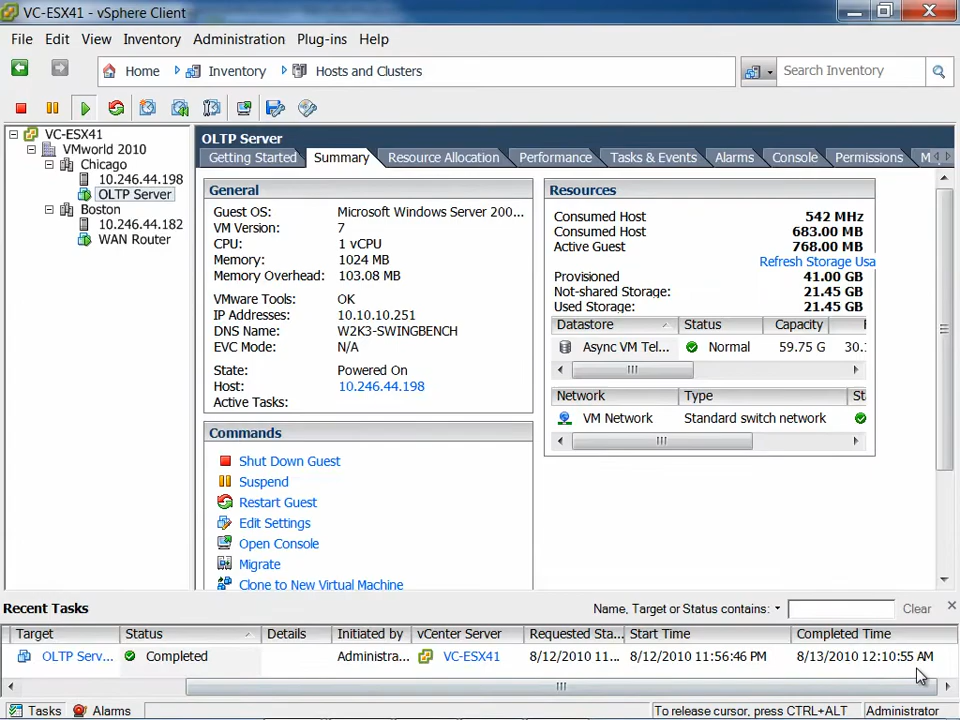 VC-ESX41 - vSphere Client
File Edit View Inventory Administration Plug-ins Help
Home Inventory Hosts and Clusters Search Inventory
VC-ESX41
VMworld 2010
Chicago
10.246.44.198
OLTP Server
Boston
10.246.44.182
WAN Router
OLTP Server
Getting Started Summary Resource Allocation Performance Tasks & Events Alarms Console Permissions M
General
Guest OS: Microsoft Windows Server 200...
VM Version: 7
CPU: 1 vCPU
Memory: 1024 MB
Memory Overhead: 103.08 MB
VMware Tools: OK
IP Addresses: 10.10.10.251
DNS Name: W2K3-SWINGBENCH
EVC Mode: N/A
State: Powered On
Host: 10.246.44.198
Active Tasks:
Commands
Shut Down Guest
Suspend
Restart Guest
Edit Settings
Open Console
Migrate
Clone to New Virtual Machine
Resources
Consumed Host 542 MHz
Consumed Host 683.00 MB
Active Guest 768.00 MB
Refresh Storage Usa
Provisioned 41.00 GB
Not-shared Storage: 21.45 GB
Used Storage: 21.45 GB
Datastore Status Capacity
Async VM Tel... Normal 59.75 G 30.
Network Type St
VM Network Standard switch network
Recent Tasks Name, Target or Status contains: Clear
Target Status Details Initiated by vCenter Server Requested Sta... Start Time Completed Time
OLTP Serv... Completed Administra... VC-ESX41 8/12/2010 11... 8/12/2010 11:56:46 PM 8/13/2010 12:10:55 AM
Tasks Alarms To release cursor, press CTRL+ALT Administrator